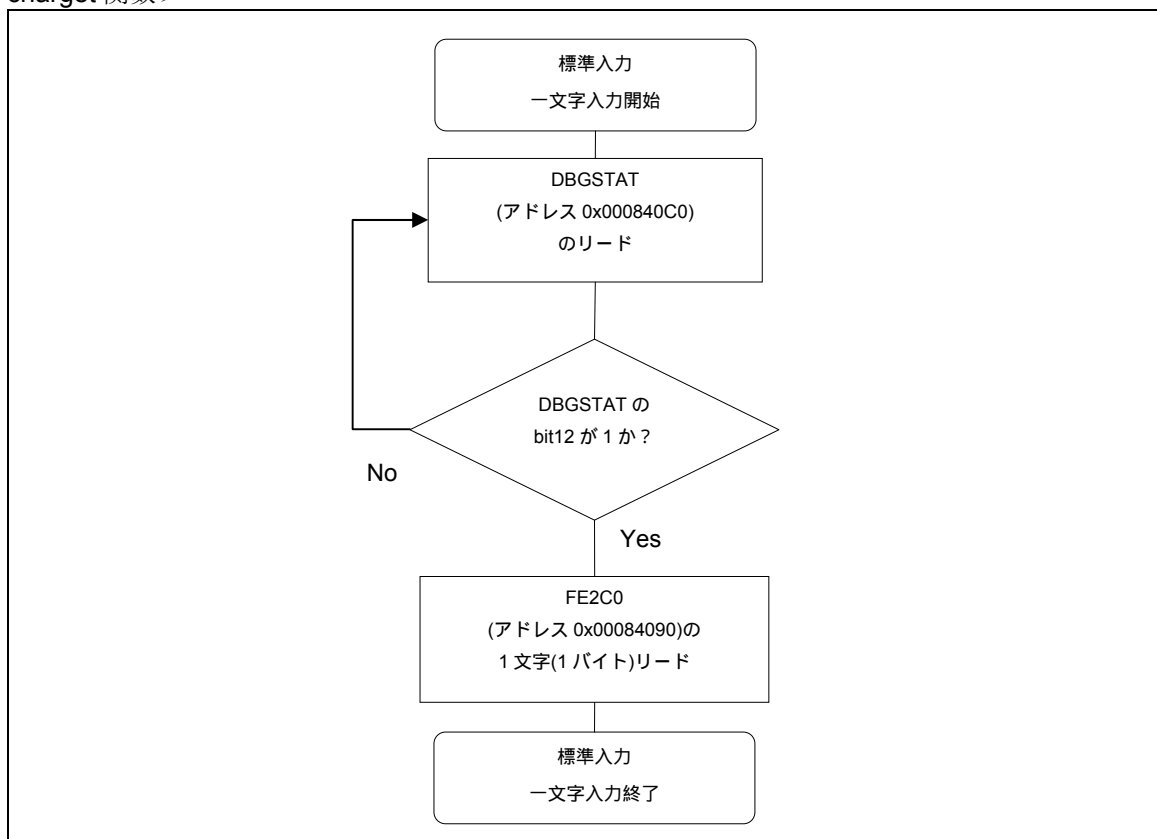 標準入力
一文字入力開始
DBGSTAT
(アドレス 0x000840C0)
のリード
DBGSTAT の
bit12 が 1 か？
No
Yes
FE2C0
(アドレス 0x00084090)の
1 文字(1 バイト)リード
標準入力
一文字入力終了